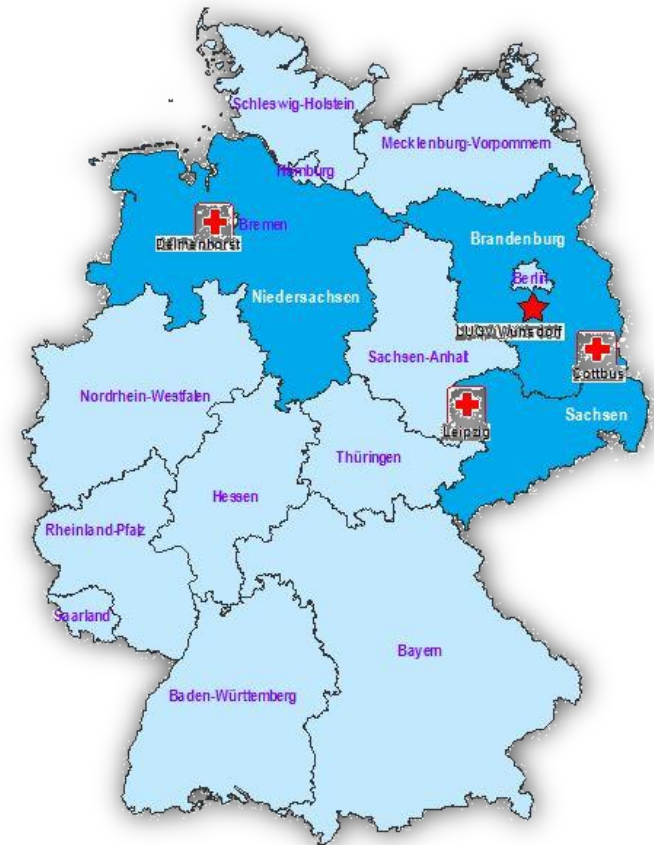 Schleswig-Holstein
Mecklenburg-Vorpommern
Hamburg
Bremen
Delmenhorst
Brandenburg
Berlin
Niedersachsen
Wünsdorf
Sachsen-Anhalt
Cottbus
Nordrhein-Westfalen
Leipzig
Sachsen
Thüringen
Hessen
Rheinland-Pfalz
Saarland
Bayern
Baden-Württemberg